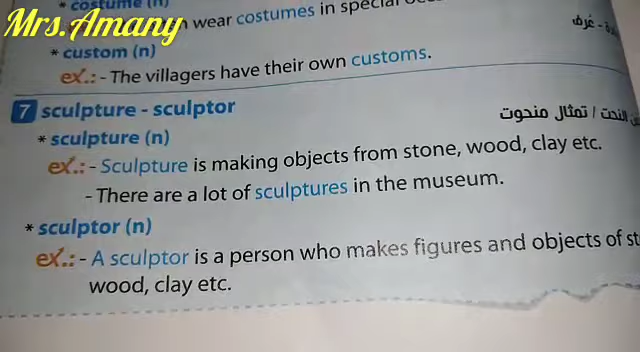 * costume (n)
Mrs.Amany
wear costumes in special
* custom (n)
عُرف
ex.: - The villagers have their own customs.
7 sculpture - sculptor
النحت / تمثال منحوت
* sculpture (n)
ex.: - Sculpture is making objects from stone, wood, clay etc.
- There are a lot of sculptures in the museum.
* sculptor (n)
ex.: - A sculptor is a person who makes figures and objects of
wood, clay etc.